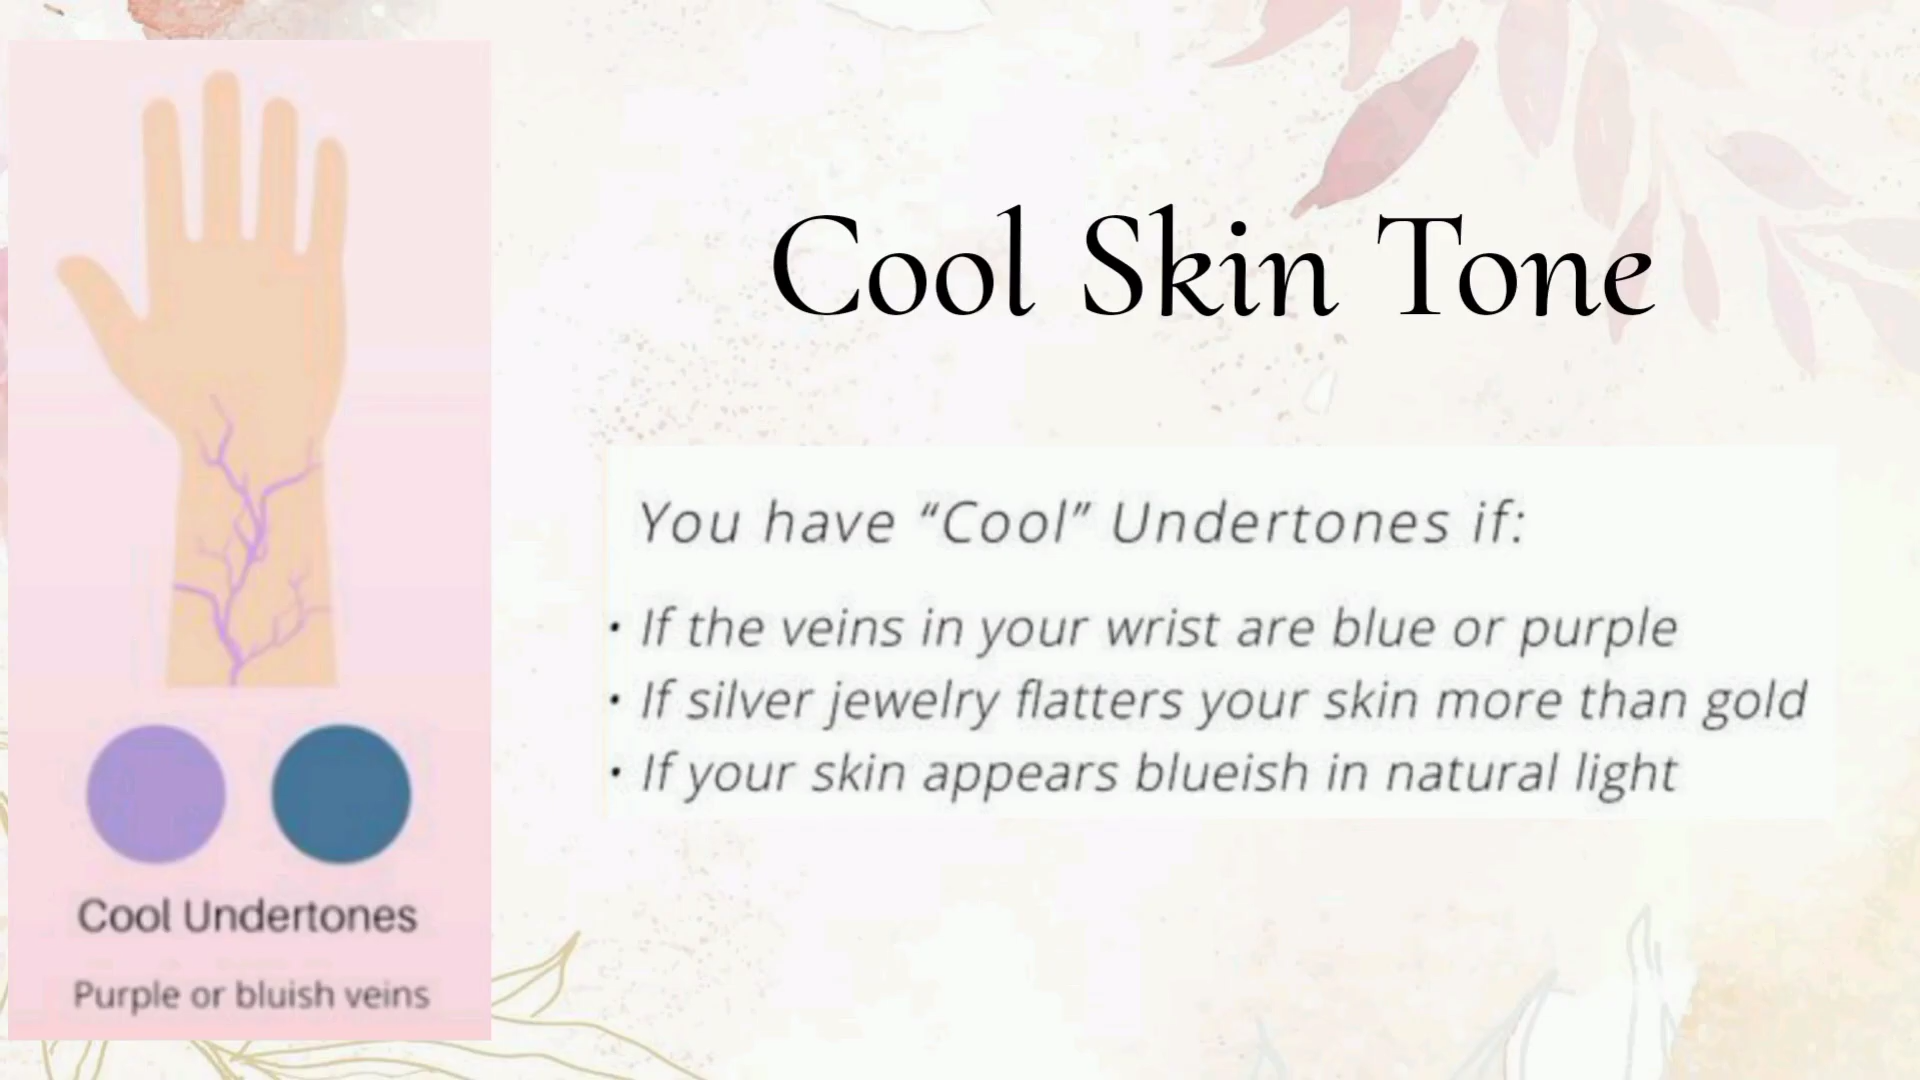 Cool Skin Tone
You have “Cool” Undertones if:
• If the veins in your wrist are blue or purple
• If silver jewelry flatters your skin more than gold
• If your skin appears blueish in natural light
Cool Undertones
Purple or bluish veins